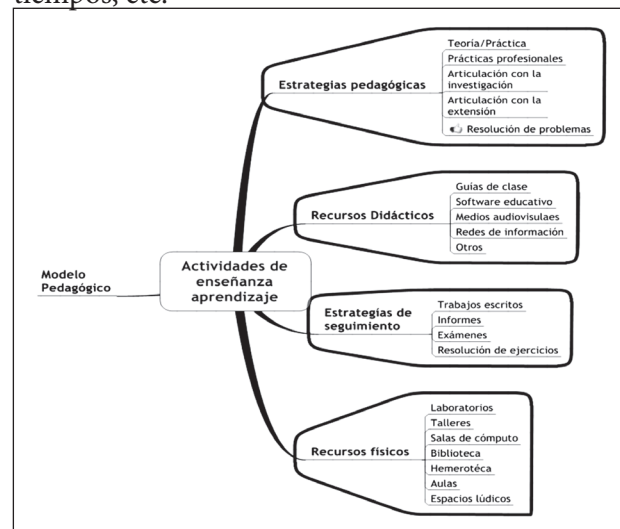 tiempos, etc.
Teoría/Práctica
Prácticas profesionales
Estrategias pedagógicas
Articulación con la
investigación
Articulación con la
extensión
Resolución de problemas
Guías de clase
Software educativo
Recursos Didácticos
Medios audiovisulaes
Redes de información
Otros
Modelo
Pedagógico
Actividades de
enseñanza
aprendizaje
Estrategías de
seguimiento
Trabajos escritos
Informes
Exámenes
Resolución de ejercicios
Laboratorios
Talleres
Salas de cómputo
Recursos físicos
Biblioteca
Hemerotéca
Aulas
Espacios lúdicos